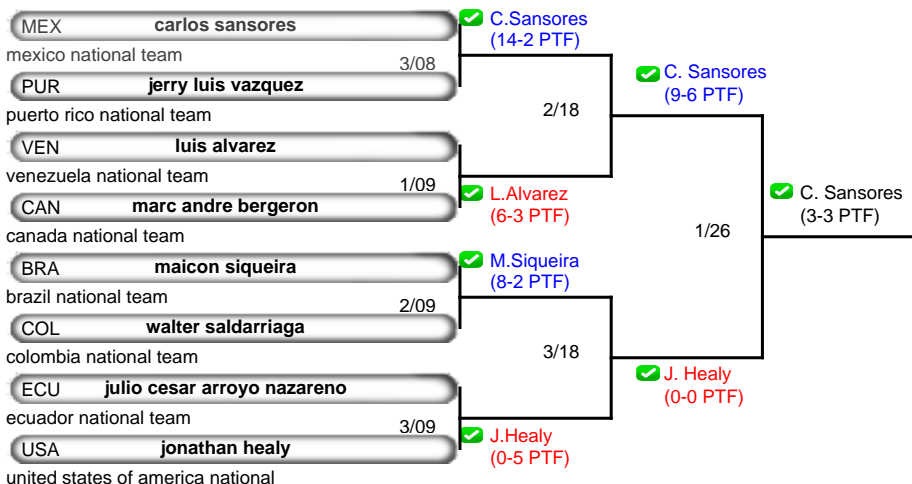 MEX carlos sansores
mexico national team
3/08
PUR jerry luis vazquez
puerto rico national team
VEN luis alvarez
venezuela national team
1/09
CAN marc andre bergeron
canada national team
BRA maicon siqueira
brazil national team
2/09
COL walter saldarriaga
colombia national team
ECU julio cesar arroyo nazareno
ecuador national team
3/09
USA jonathan healy
united states of america national
C.Sansores
(14-2 PTF)
2/18
L.Alvarez
(6-3 PTF)
M.Siqueira
(8-2 PTF)
3/18
J.Healy
(0-5 PTF)
C. Sansores
(9-6 PTF)
1/26
J. Healy
(0-0 PTF)
C. Sansores
(3-3 PTF)